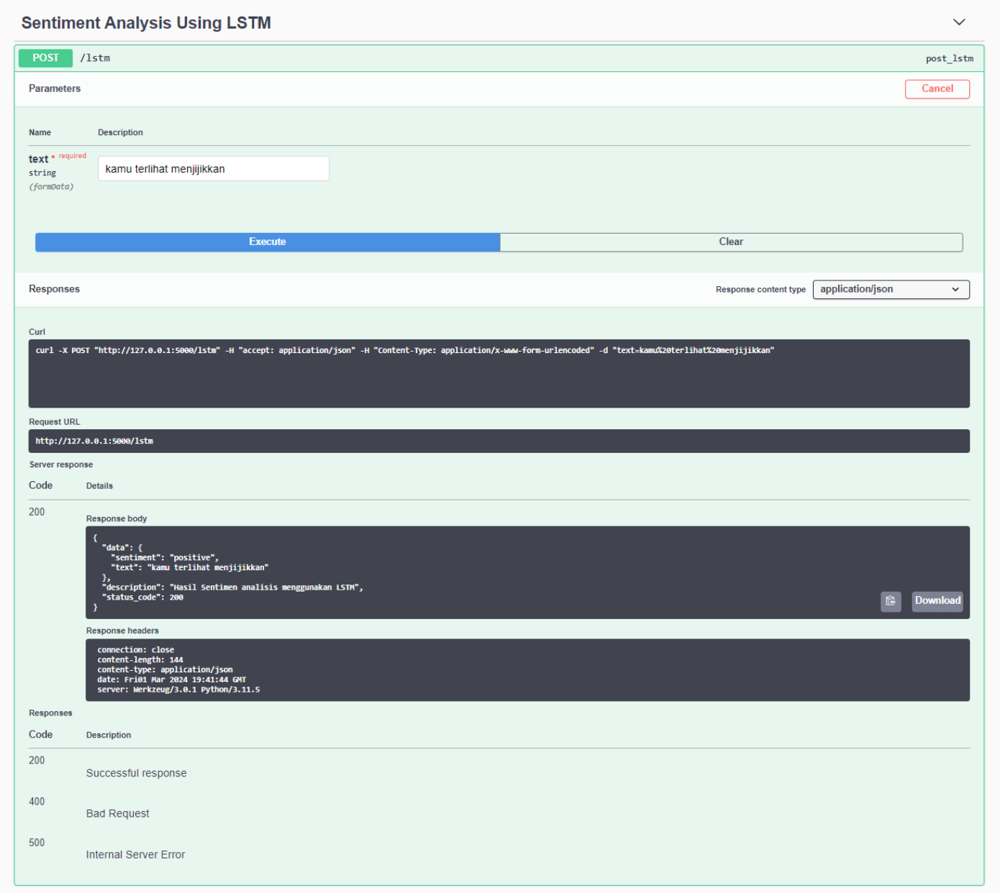 Sentiment Analysis Using LSTM
POST /lstm post_lstm
Parameters Cancel
Name Description
text * required kamu terlihat menjijikkan
string
(formData)
Execute Clear
Responses Response content type application/json
Curl
curl -X POST "http://127.0.0.1:5000/lstm" -H "accept: application/json" -H "Content-Type: application/x-www-form-urlencoded" -d "text=kamu%20terlihat%20menjijikkan"
Request URL
http://127.0.0.1:5000/lstm
Server response
Code Details
200
Response body
{
"data": {
"sentiment": "positive",
"text": "kamu terlihat menjijikkan"
},
"description": "Hasil Sentimen analisis menggunakan LSTM",
"status_code": 200
}
Download
Response headers
connection: close
content-length: 144
content-type: application/json
date: Fri01 Mar 2024 19:41:44 GMT
server: Werkzeug/3.0.1 Python/3.11.5
Responses
Code Description
200
Successful response
400
Bad Request
500
Internal Server Error